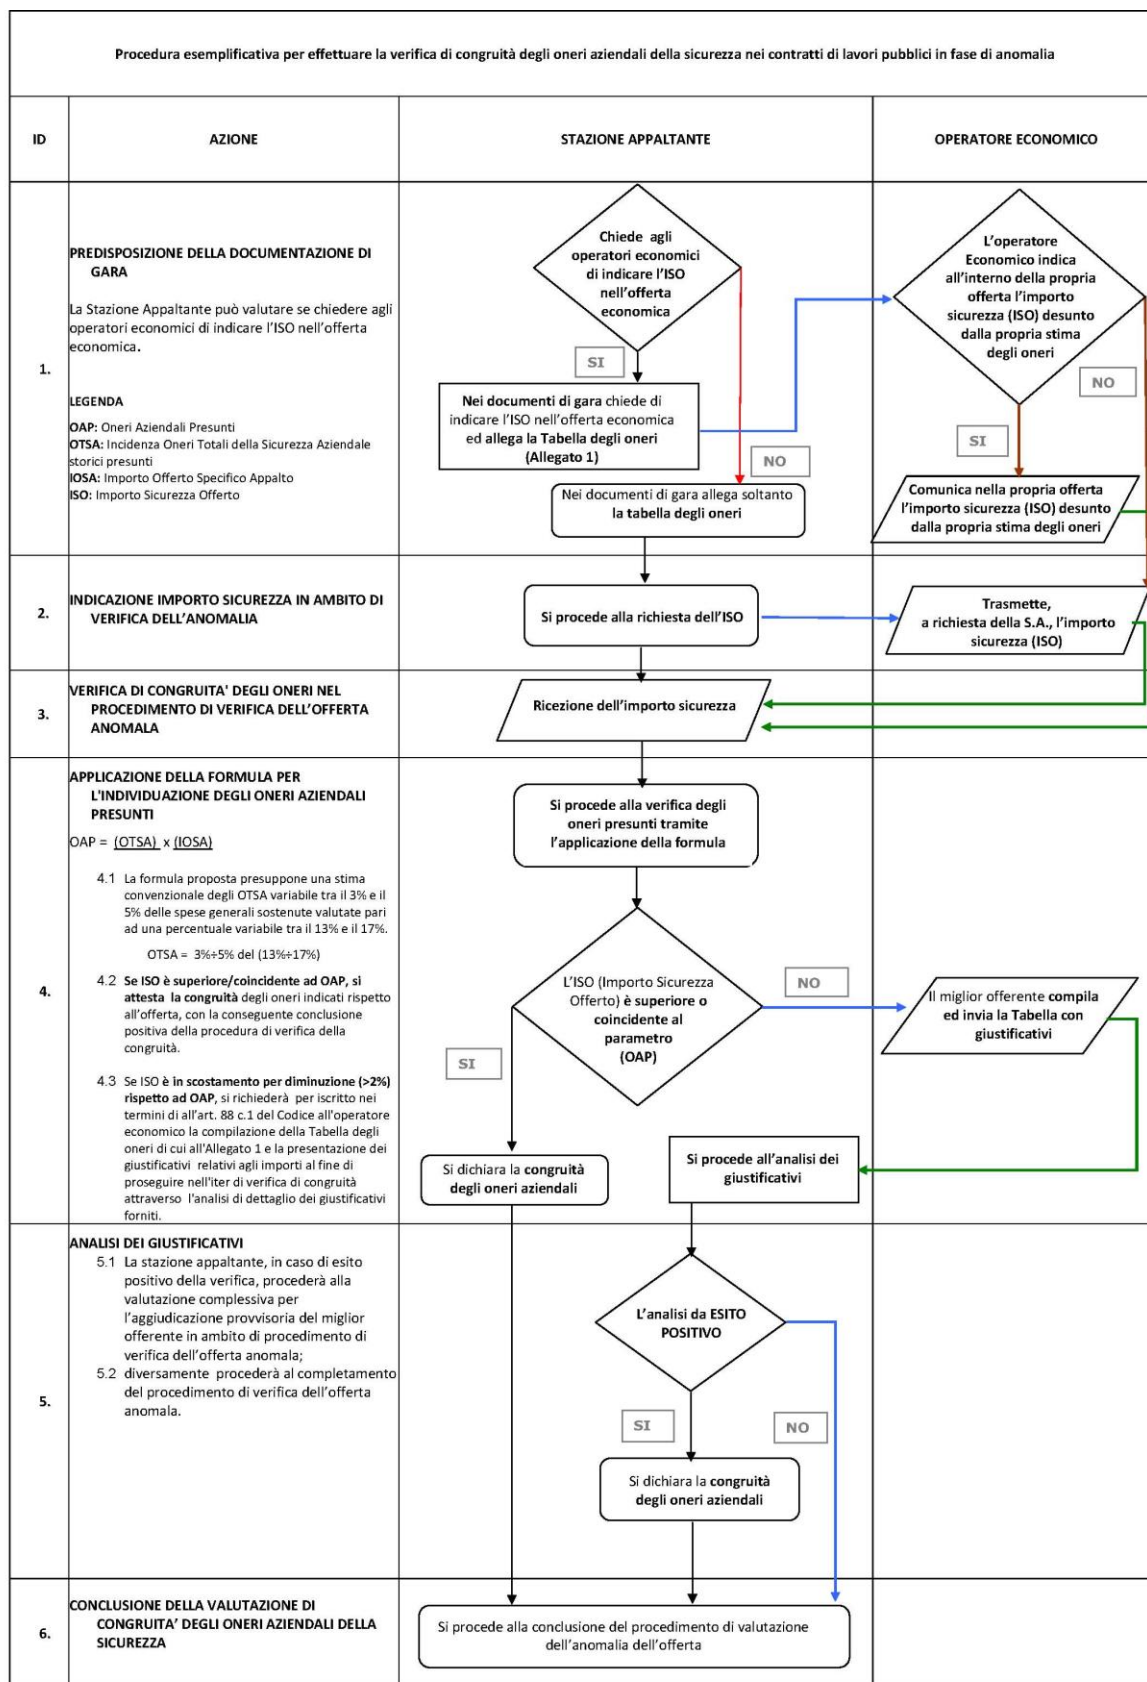 Procedura esemplificativa per effettuare la verifica di congruità degli oneri aziendali della sicurezza nei contratti di lavori pubblici in fase di anomalia
ID
AZIONE
STAZIONE APPALTANTE
OPERATORE ECONOMICO
1.
PREDISPOSIZIONE DELLA DOCUMENTAZIONE DI
GARA
La Stazione Appaltante può valutare se chiedere agli
operatori economici di indicare l'ISO nell'offerta
economica.
LEGENDA
OAP: Oneri Aziendali Presunti
OTSA: Incidenza Oneri Totali della Sicurezza Aziendale
storici presunti
IOSA: Importo Offerto Specifico Appalto
ISO: Importo Sicurezza Offerto
Chiede agli
operatori economici
di indicare l'ISO
nell'offerta
economica
SI
Nei documenti di gara chiede di
indicare l'ISO nell'offerta economica
ed allega la Tabella degli oneri
(Allegato 1)
NO
Nei documenti di gara allega soltanto
la tabella degli oneri
L'operatore
Economico indica
all'interno della propria
offerta l'importo
sicurezza (ISO) desunto
dalla propria stima
degli oneri
NO
SI
Comunica nella propria offerta
l'importo sicurezza (ISO) desunto
dalla propria stima degli oneri
2.
INDICAZIONE IMPORTO SICUREZZA IN AMBITO DI
VERIFICA DELL'ANOMALIA
Si procede alla richiesta dell'ISO
Trasmette,
a richiesta della S.A., l'importo
sicurezza (ISO)
3.
VERIFICA DI CONGRUITA' DEGLI ONERI NEL
PROCEDIMENTO DI VERIFICA DELL'OFFERTA
ANOMALA
Ricezione dell'importo sicurezza
4.
APPLICAZIONE DELLA FORMULA PER
L'INDIVIDUAZIONE DEGLI ONERI AZIENDALI
PRESUNTI
OAP = (OTSA) x (IOSA)
4.1 La formula proposta presuppone una stima
convenzionale degli OTSA variabile tra il 3% e il
5% delle spese generali sostenute valutate pari
ad una percentuale variabile tra il 13% e il 17%.
OTSA = 3%÷5% del (13%÷17%)
4.2 Se ISO è superiore/coincidente ad OAP, si
attesta la congruità degli oneri indicati rispetto
all'offerta, con la conseguente conclusione
positiva della procedura di verifica della
congruità.
4.3 Se ISO è in scostamento per diminuzione (>2%)
rispetto ad OAP, si richiederà per iscritto nei
termini di all'art. 88 c.1 del Codice all'operatore
economico la compilazione della Tabella degli
oneri di cui all'Allegato 1 e la presentazione dei
giustificativi relativi agli importi al fine di
proseguire nell'iter di verifica di congruità
attraverso l'analisi di dettaglio dei giustificativi
forniti.
Si procede alla verifica degli
oneri presunti tramite
l'applicazione della formula
L'ISO (Importo Sicurezza
Offerto) è superiore o
coincidente al
parametro
(OAP)
NO
SI
Il miglior offerente compila
ed invia la Tabella con
giustificativi
Si dichiara la congruità
degli oneri aziendali
Si procede all'analisi dei
giustificativi
5.
ANALISI DEI GIUSTIFICATIVI
5.1 La stazione appaltante, in caso di esito
positivo della verifica, procederà alla
valutazione complessiva per
l'aggiudicazione provvisoria del miglior
offerente in ambito di procedimento di
verifica dell'offerta anomala;
5.2 diversamente procederà al completamento
del procedimento di verifica dell'offerta
anomala.
L'analisi da ESITO
POSITIVO
SI
NO
Si dichiara la congruità
degli oneri aziendali
6.
CONCLUSIONE DELLA VALUTAZIONE DI
CONGRUITA' DEGLI ONERI AZIENDALI DELLA
SICUREZZA
Si procede alla conclusione del procedimento di valutazione
dell'anomalia dell'offerta